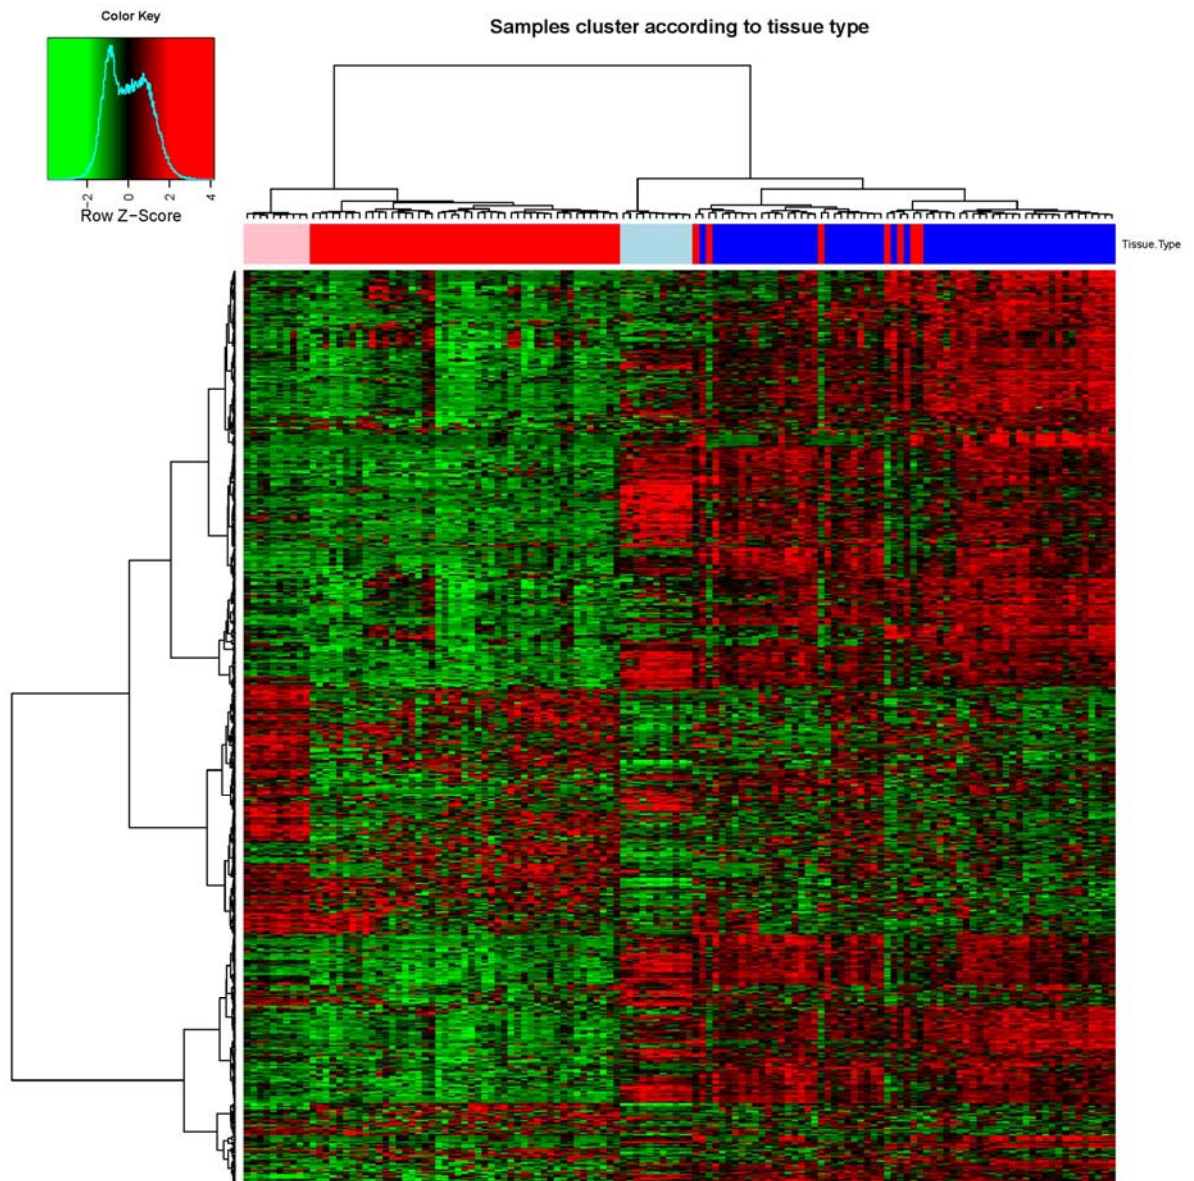 Color Key
Samples cluster according to tissue type
−2 0 2 4
Row Z−Score
Tissue.Type